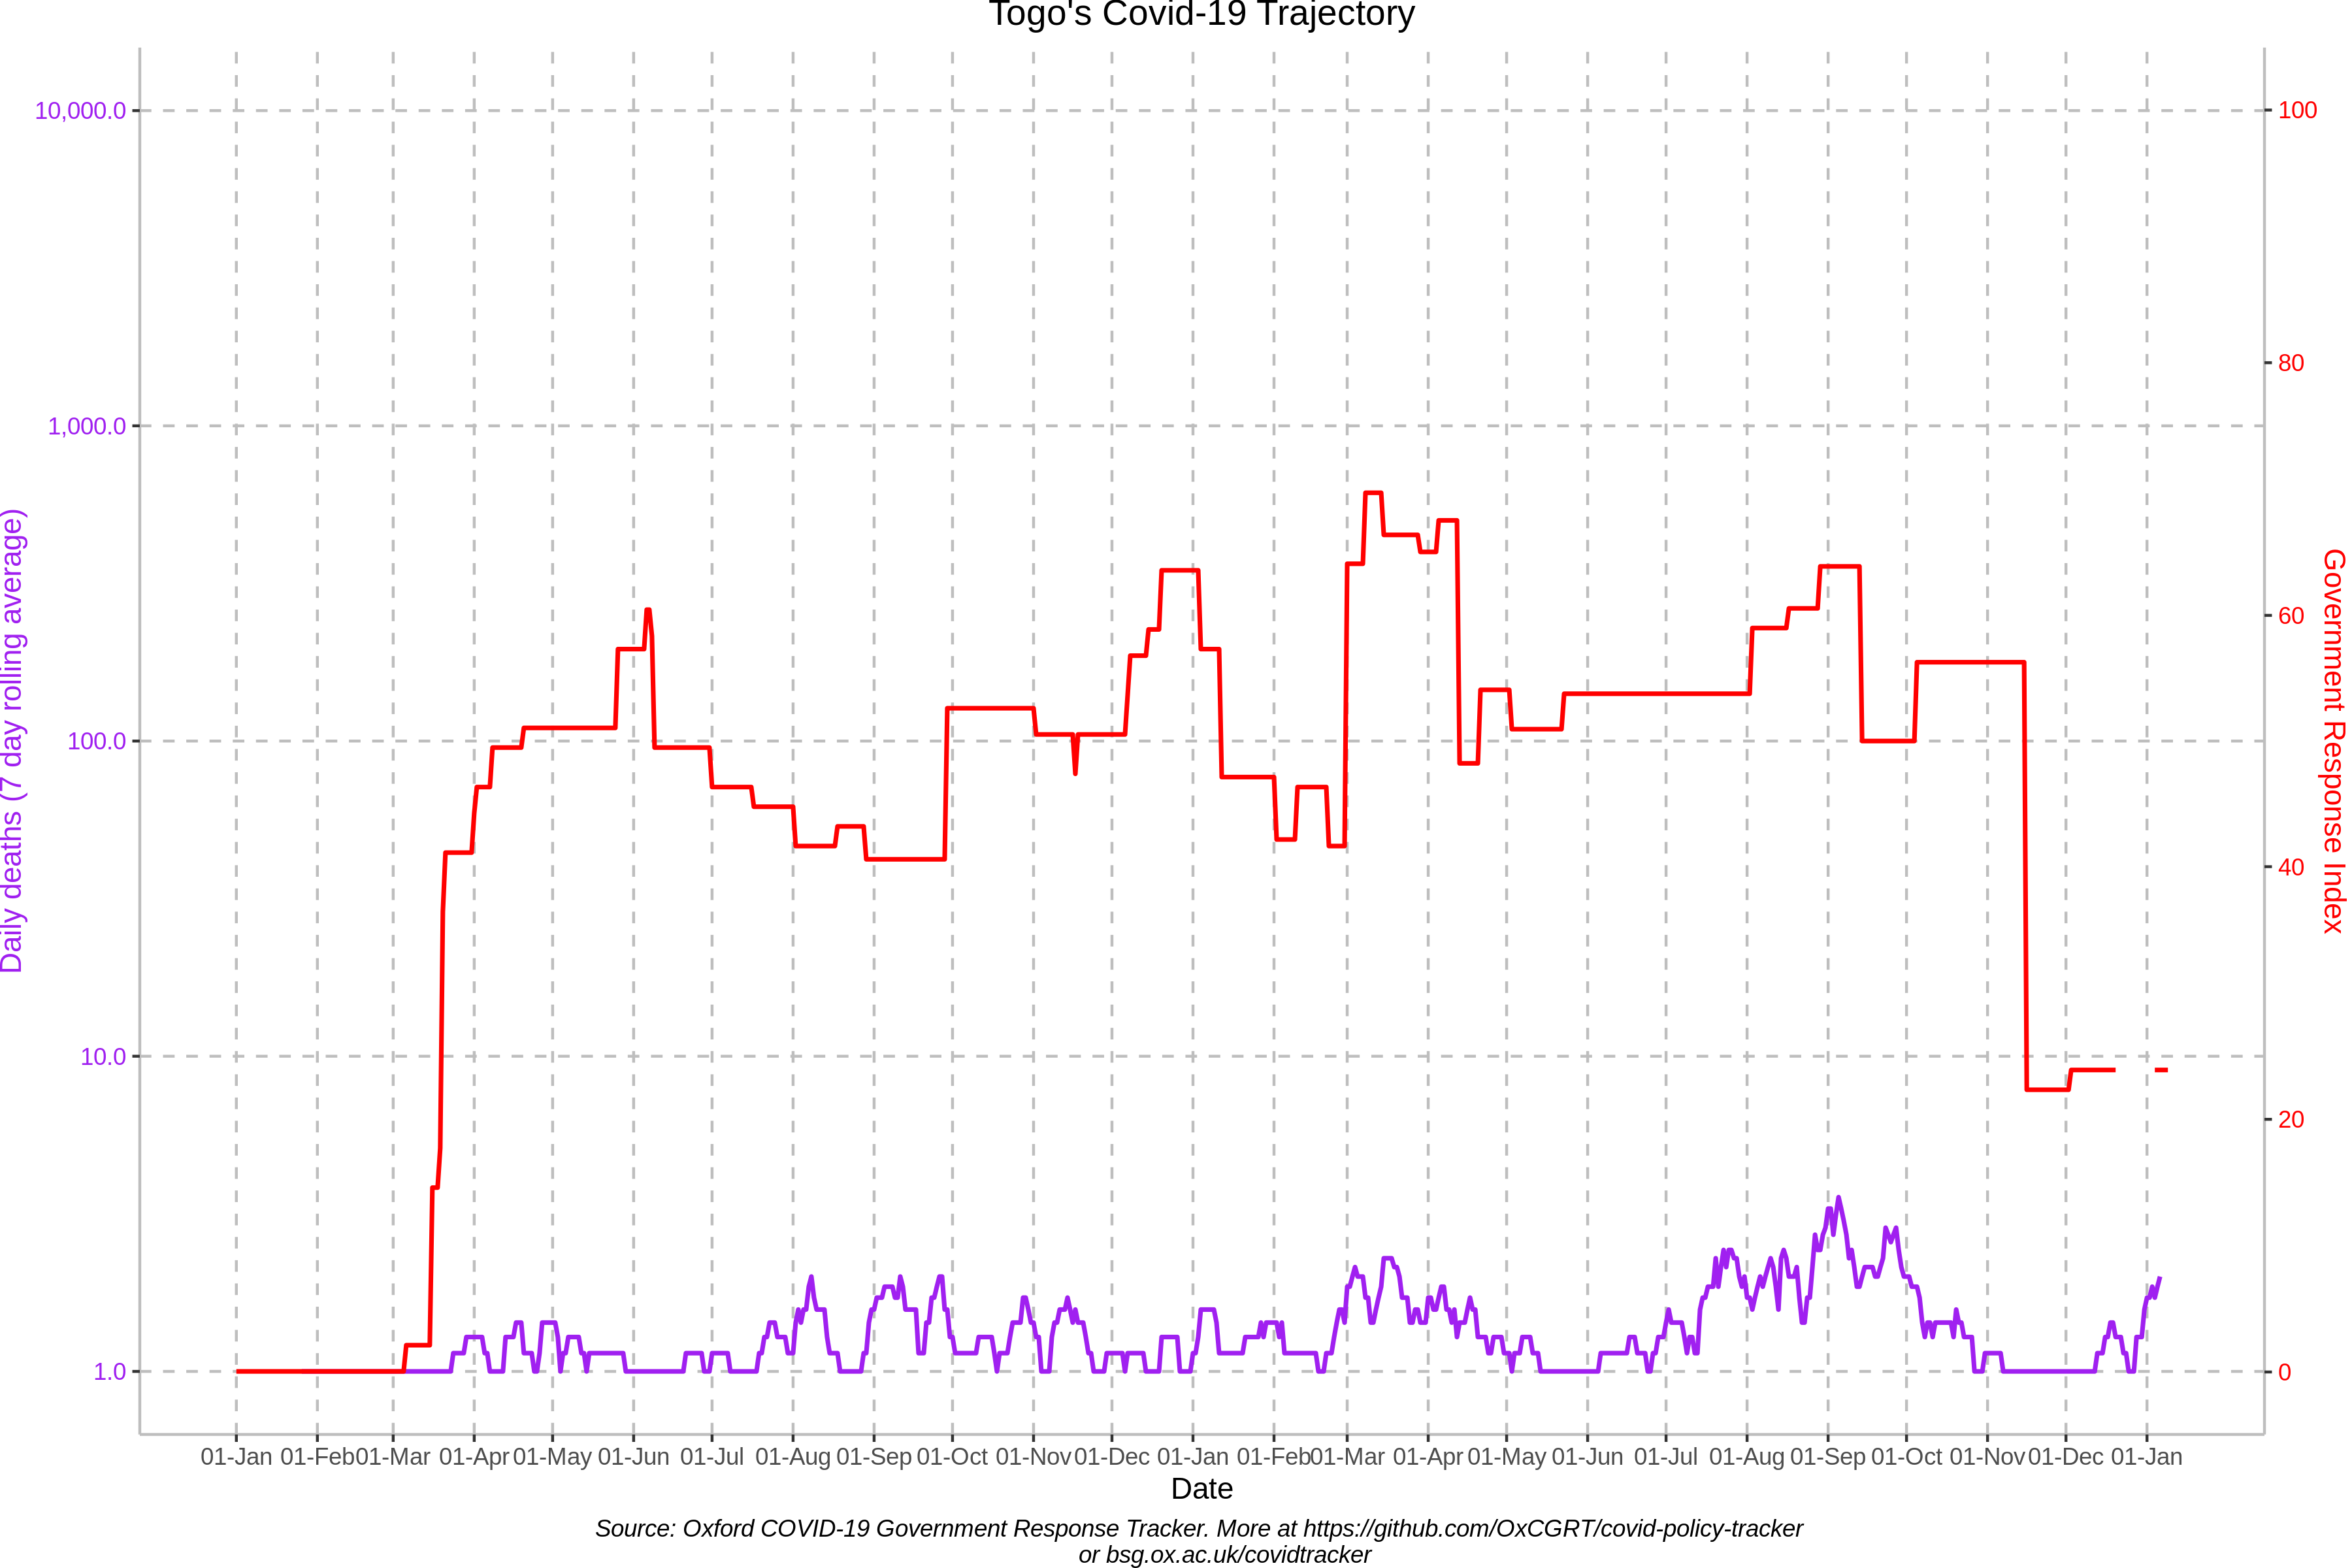 Togo's Covid-19 Trajectory
Daily deaths (7 day rolling average)
10,000.0
1,000.0
100.0
10.0
1.0
100
80
60
40
20
0
Government Response Index
01-Jan 01-Feb 01-Mar 01-Apr 01-May 01-Jun 01-Jul 01-Aug 01-Sep 01-Oct 01-Nov 01-Dec 01-Jan 01-Feb 01-Mar 01-Apr 01-May 01-Jun 01-Jul 01-Aug 01-Sep 01-Oct 01-Nov 01-Dec 01-Jan
Date
Source: Oxford COVID-19 Government Response Tracker. More at https://github.com/OxCGRT/covid-policy-tracker
or bsg.ox.ac.uk/covidtracker